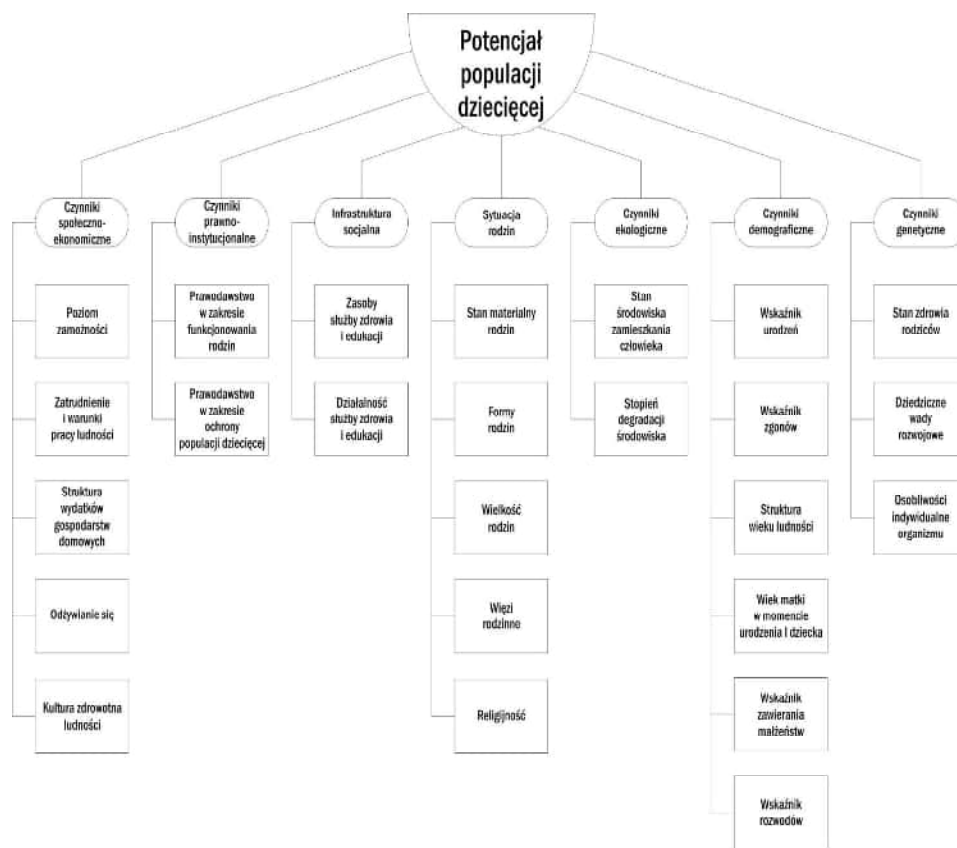 Potencjał
populacji
dziecięcej
Czynniki
społeczno-
ekonomiczne
Czynniki
prawno-
instytucjonalne
Infrastruktura
socjalna
Sytuacja
rodzin
Czynniki
ekologiczne
Czynniki
demograficzne
Czynniki
genetyczne
Poziom
zamożności
Prawodawstwo
w zakresie
funkcjonowania
rodzin
Zasoby
służby zdrowia
i edukacji
Stan materialny
rodzin
Stan
środowiska
zamieszkania
człowieka
Wskaźnik
urodzeń
Stan zdrowia
rodziców
Zatrudnienie
i warunki
pracy ludności
Prawodawstwo
w zakresie
ochrony
populacji dziecięcej
Działalność
służby zdrowia
i edukacji
Formy
rodzin
Stopień
degradacji
środowiska
Wskaźnik
zgonów
Dziedziczne
wady
rozwojowe
Struktura
wydatków
gospodarstw
domowych
Wielkość
rodzin
Struktura
wieku ludności
Osobliwości
indywidualne
organizmu
Odżywianie się
Więzi
rodzinne
Wiek matki
w momencie
urodzenia I dziecka
Kultura zdrowotna
ludności
Religijność
Wskaźnik
zawierania
małżeństw
Wskaźnik
rozwodów